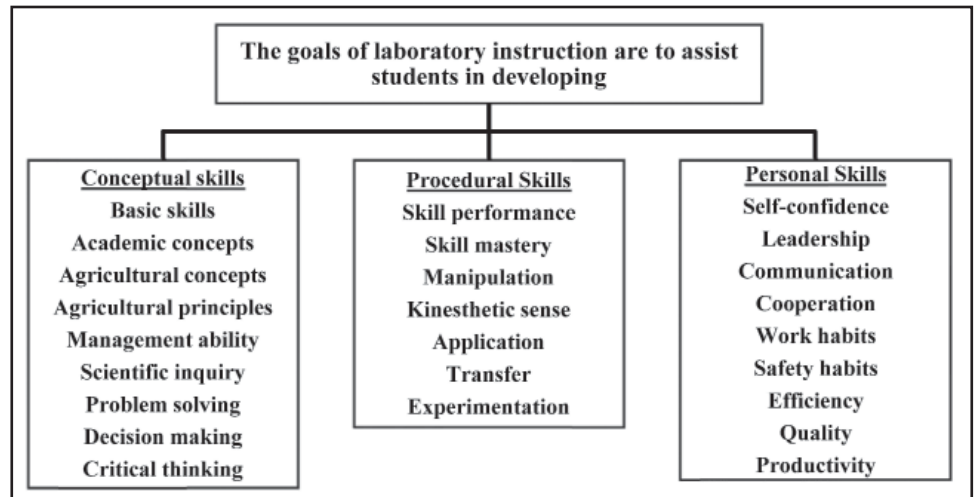 The goals of laboratory instruction are to assist
students in developing
Conceptual skills
Basic skills
Academic concepts
Agricultural concepts
Agricultural principles
Management ability
Scientific inquiry
Problem solving
Decision making
Critical thinking
Procedural Skills
Skill performance
Skill mastery
Manipulation
Kinesthetic sense
Application
Transfer
Experimentation
Personal Skills
Self-confidence
Leadership
Communication
Cooperation
Work habits
Safety habits
Efficiency
Quality
Productivity